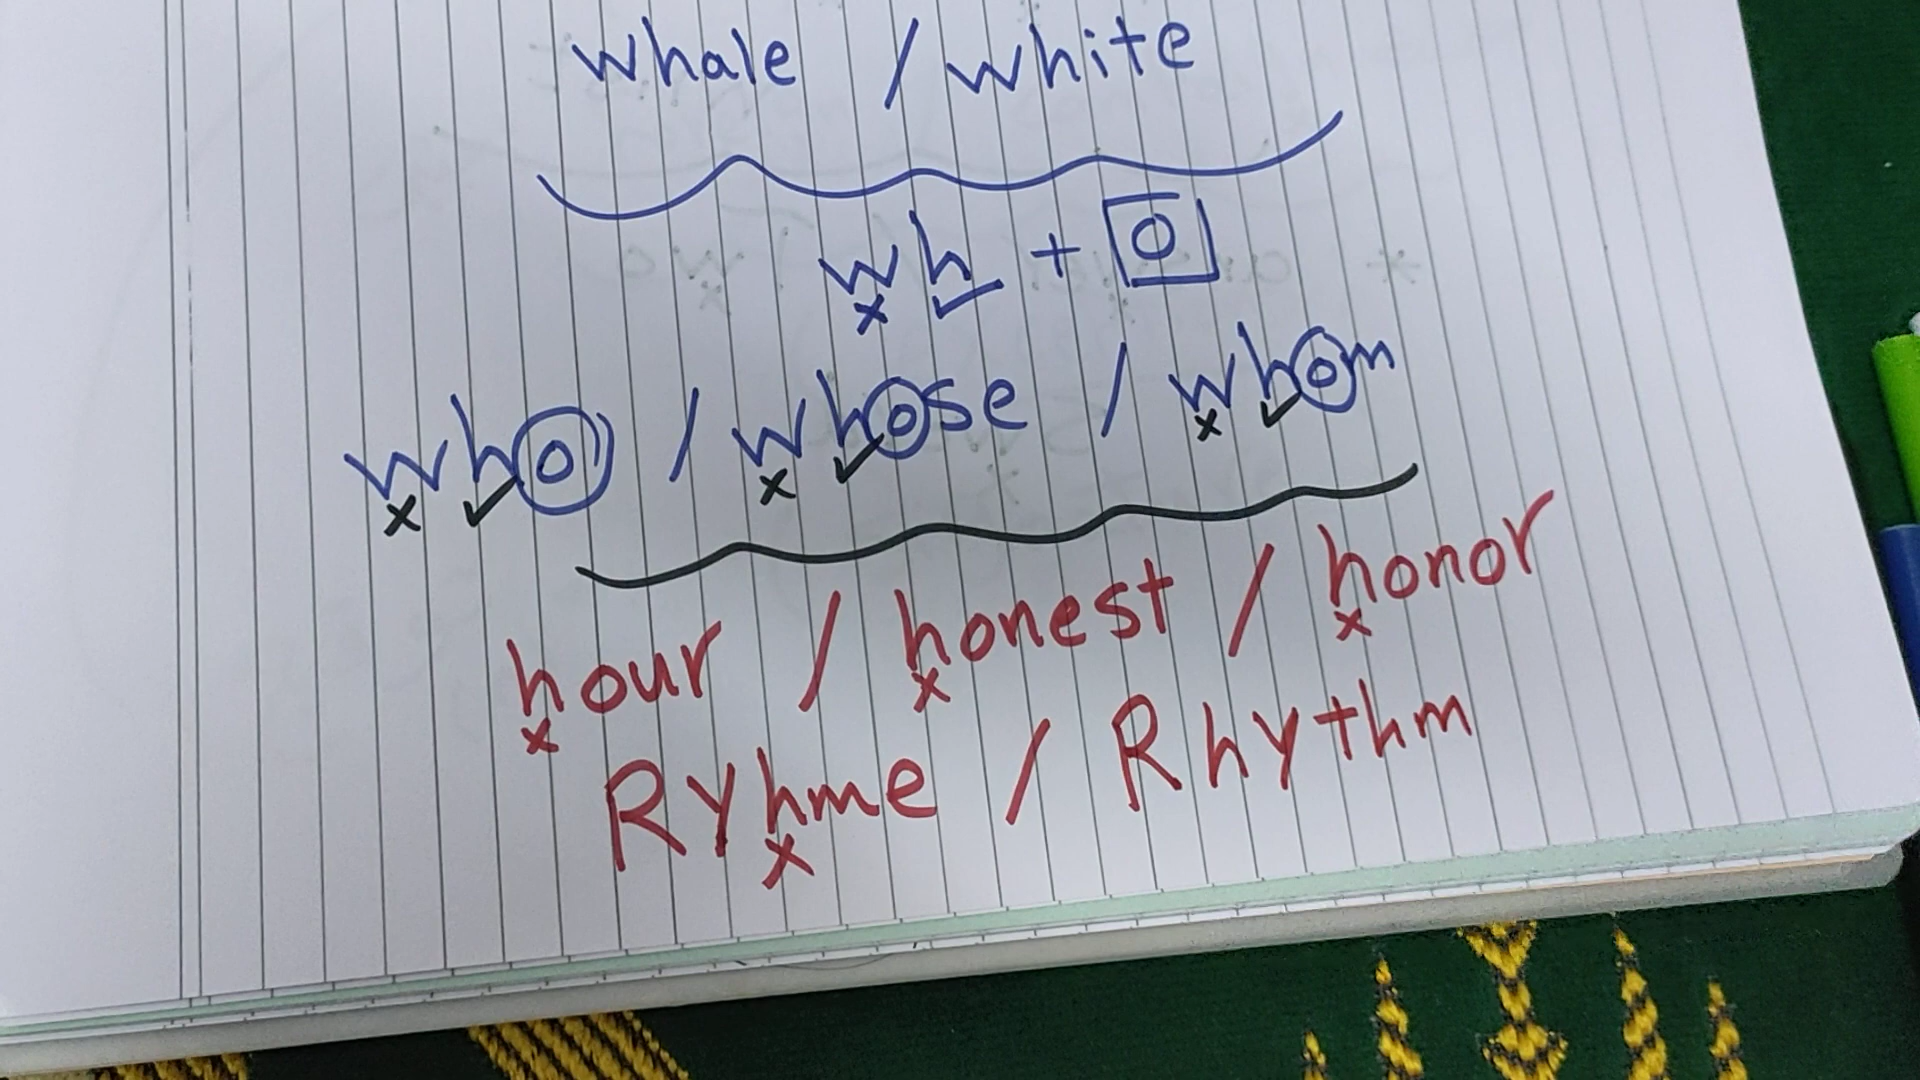 whale / white
wh + o
who / whose / whom
hour / honest / honor
Ryhme / Rhythm